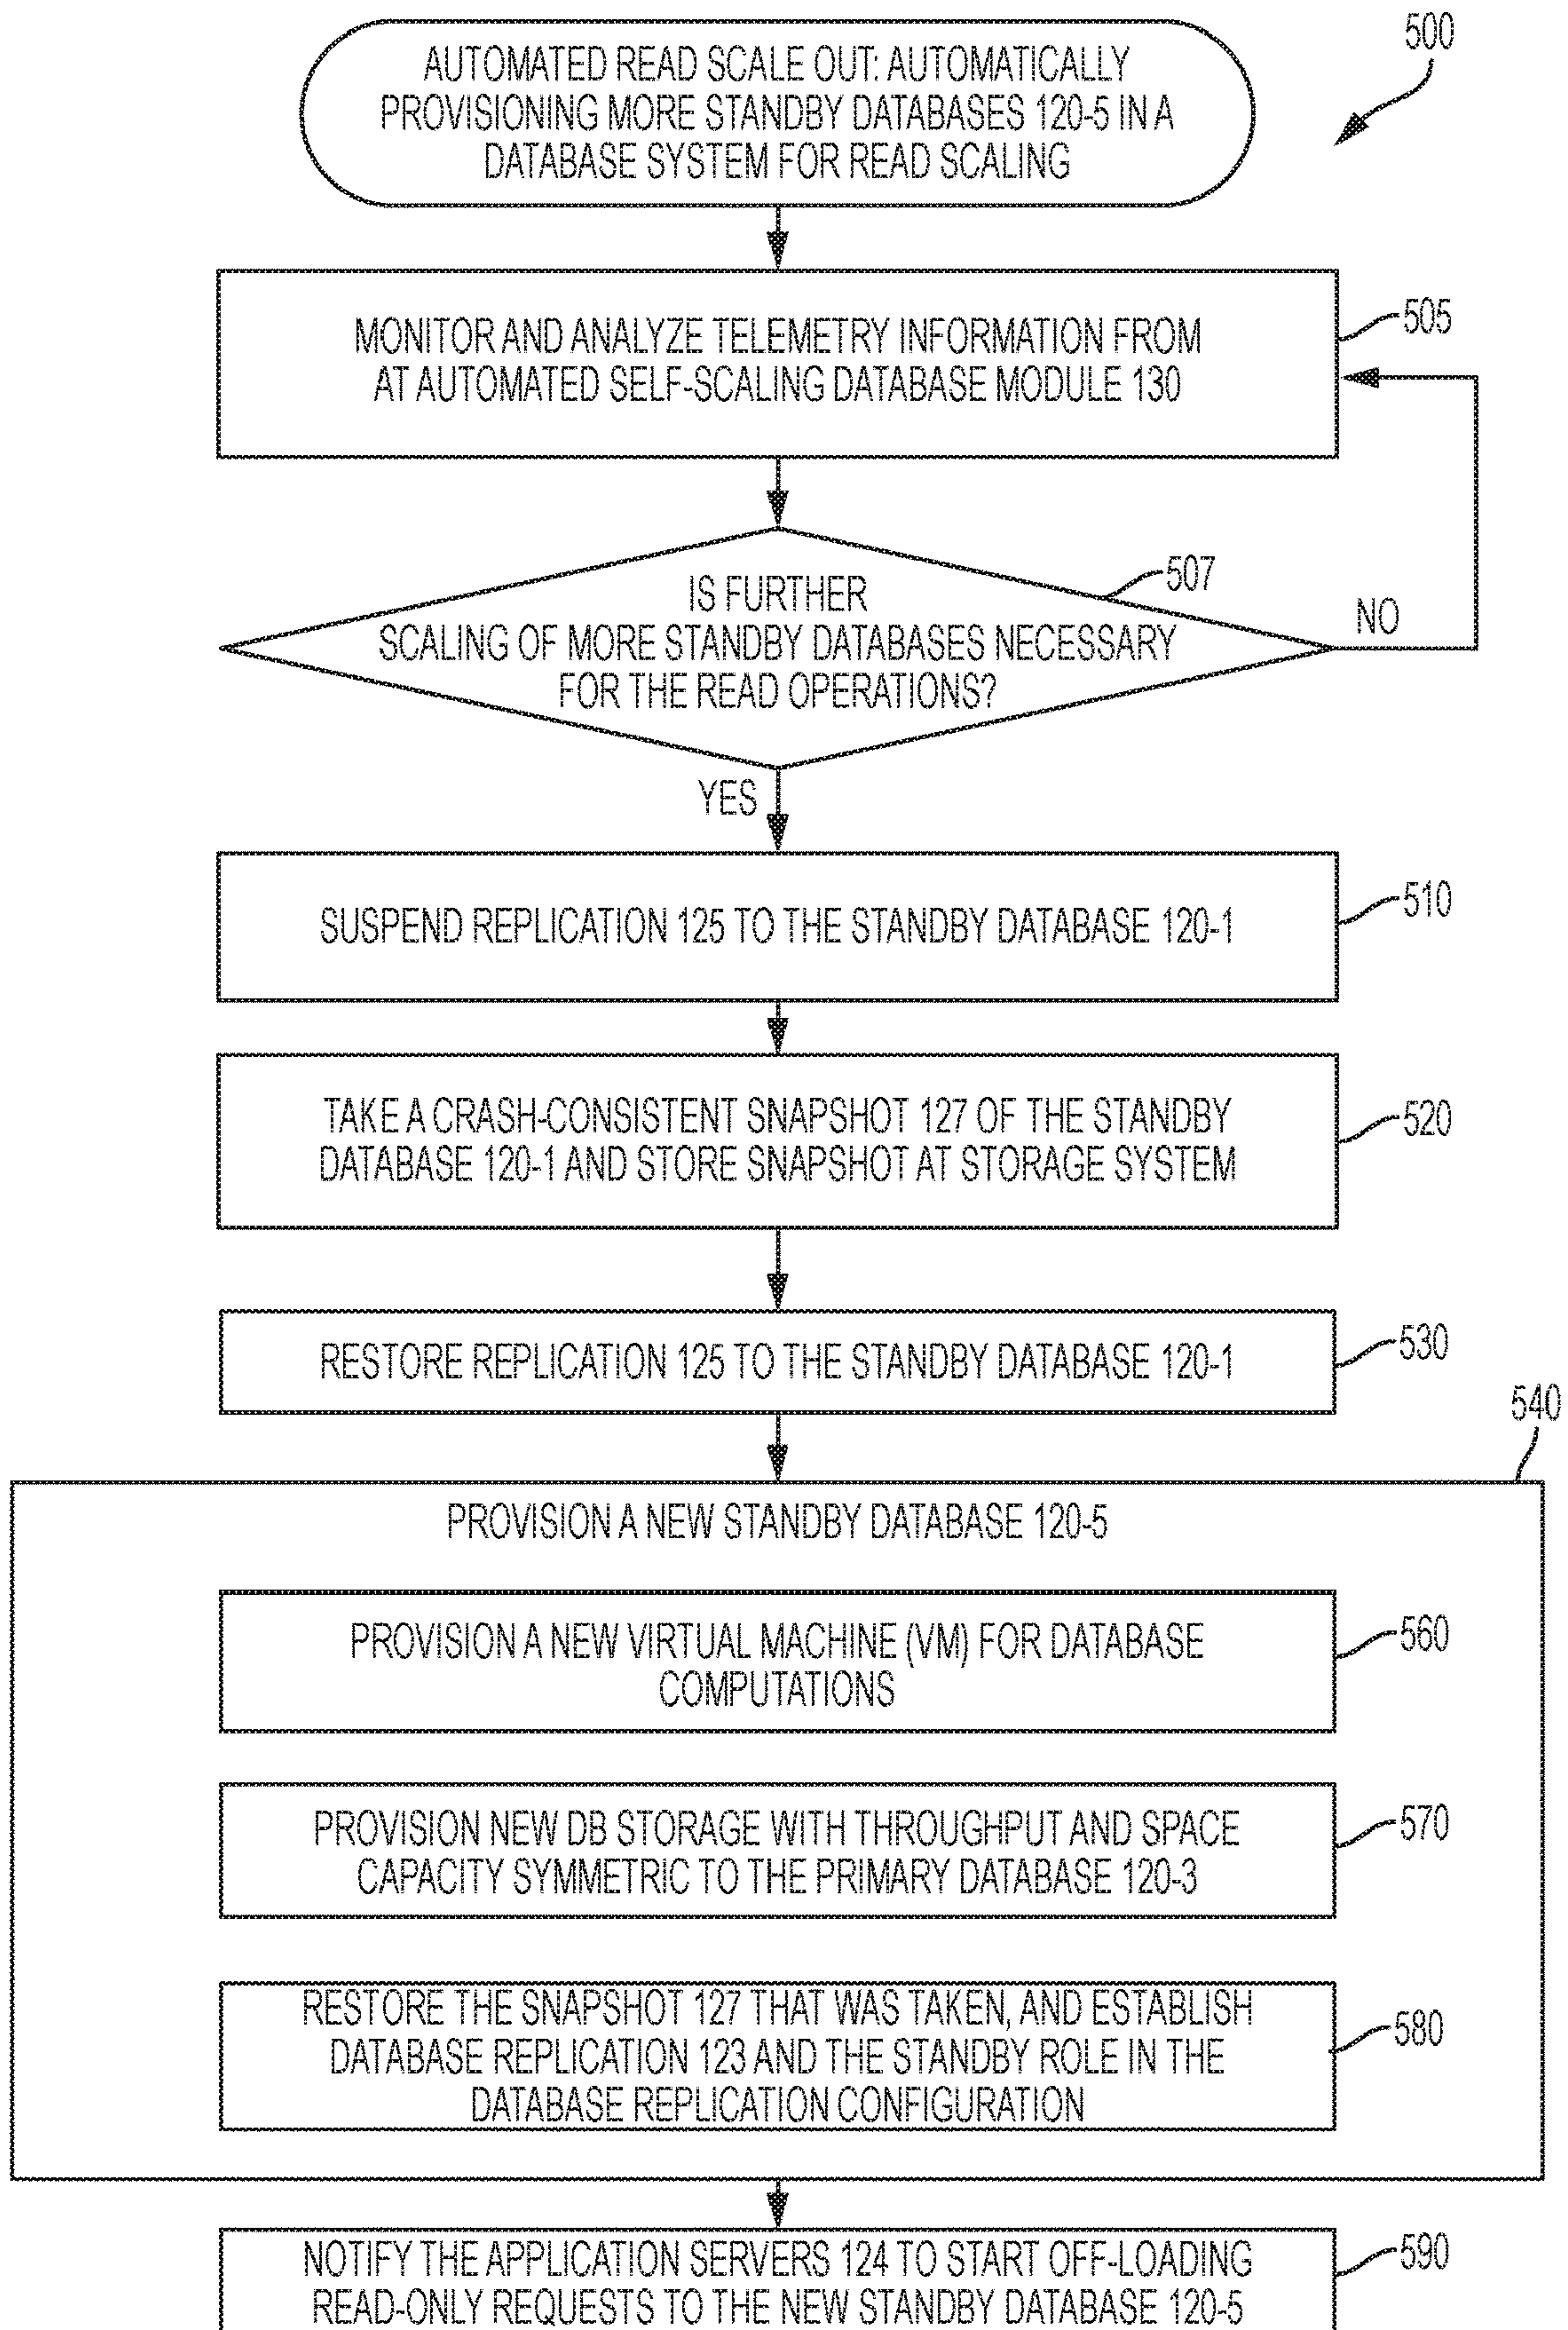 500
AUTOMATED READ SCALE OUT: AUTOMATICALLY
PROVISIONING MORE STANDBY DATABASES 120-5 IN A
DATABASE SYSTEM FOR READ SCALING
505
MONITOR AND ANALYZE TELEMETRY INFORMATION FROM
AT AUTOMATED SELF-SCALING DATABASE MODULE 130
507
IS FURTHER
SCALING OF MORE STANDBY DATABASES NECESSARY
FOR THE READ OPERATIONS?
NO
YES
510
SUSPEND REPLICATION 125 TO THE STANDBY DATABASE 120-1
520
TAKE A CRASH-CONSISTENT SNAPSHOT 127 OF THE STANDBY
DATABASE 120-1 AND STORE SNAPSHOT AT STORAGE SYSTEM
530
RESTORE REPLICATION 125 TO THE STANDBY DATABASE 120-1
540
PROVISION A NEW STANDBY DATABASE 120-5
560
PROVISION A NEW VIRTUAL MACHINE (VM) FOR DATABASE
COMPUTATIONS
570
PROVISION NEW DB STORAGE WITH THROUGHPUT AND SPACE
CAPACITY SYMMETRIC TO THE PRIMARY DATABASE 120-3
580
RESTORE THE SNAPSHOT 127 THAT WAS TAKEN, AND ESTABLISH
DATABASE REPLICATION 123 AND THE STANDBY ROLE IN THE
DATABASE REPLICATION CONFIGURATION
590
NOTIFY THE APPLICATION SERVERS 124 TO START OFF-LOADING
READ-ONLY REQUESTS TO THE NEW STANDBY DATABASE 120-5